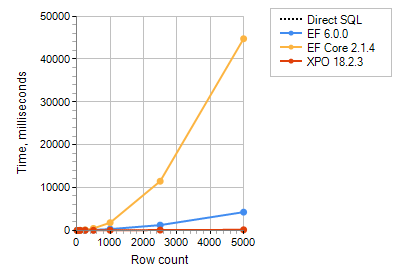 50000
40000
30000
20000
10000
0
0
1000
2000
3000
4000
5000
Time, milliseconds
Row count
Direct SQL
EF 6.0.0
EF Core 2.1.4
XPO 18.2.3